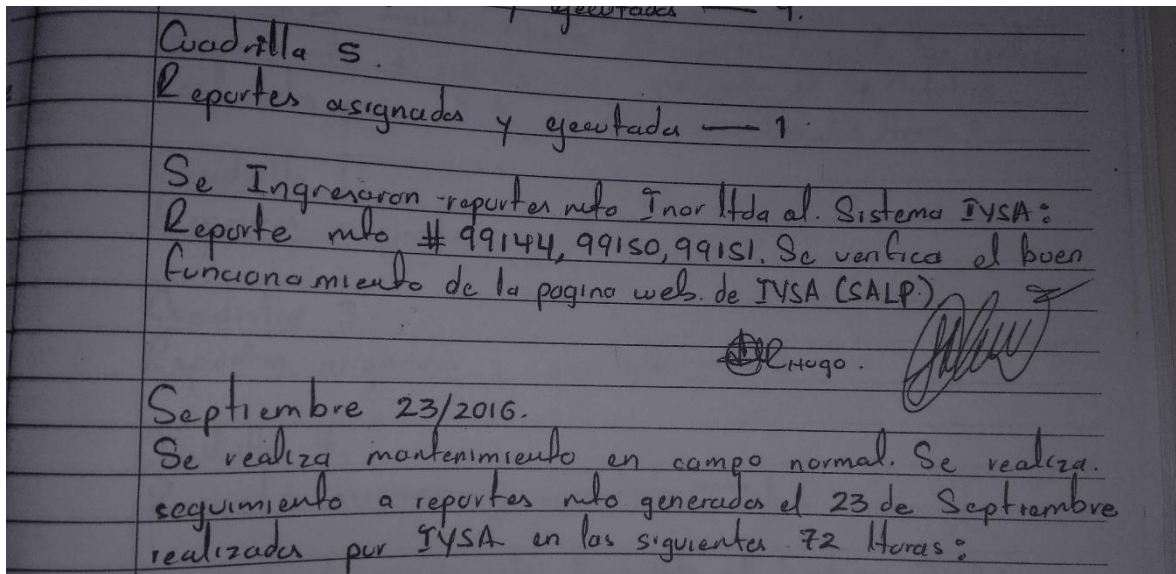 ejecutados — 4.
Cuadrilla 5.
Reportes asignados y ejecutados — 1.
Se Ingresaron reportes mto Inor ltda al. Sistema IYSA:
Reporte mto # 99144, 99150, 99151. Se verifica el buen
funcionamiento de la pagina web. de IYSA (SALP.)
Hugo.
Septiembre 23/2016.
Se realiza mantenimiento en campo normal. Se realiza.
seguimiento a reportes mto generados el 23 de Septiembre
realizados por IYSA en las siguientes 72 Horas: